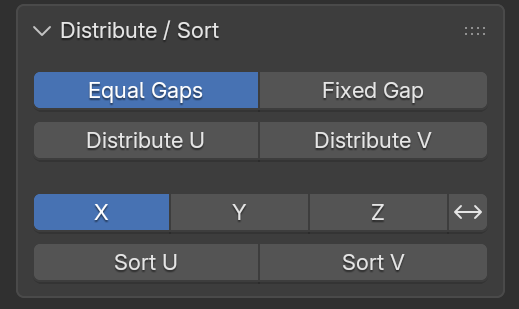 Distribute / Sort
Equal Gaps Fixed Gap
Distribute U Distribute V
X Y Z
Sort U Sort V